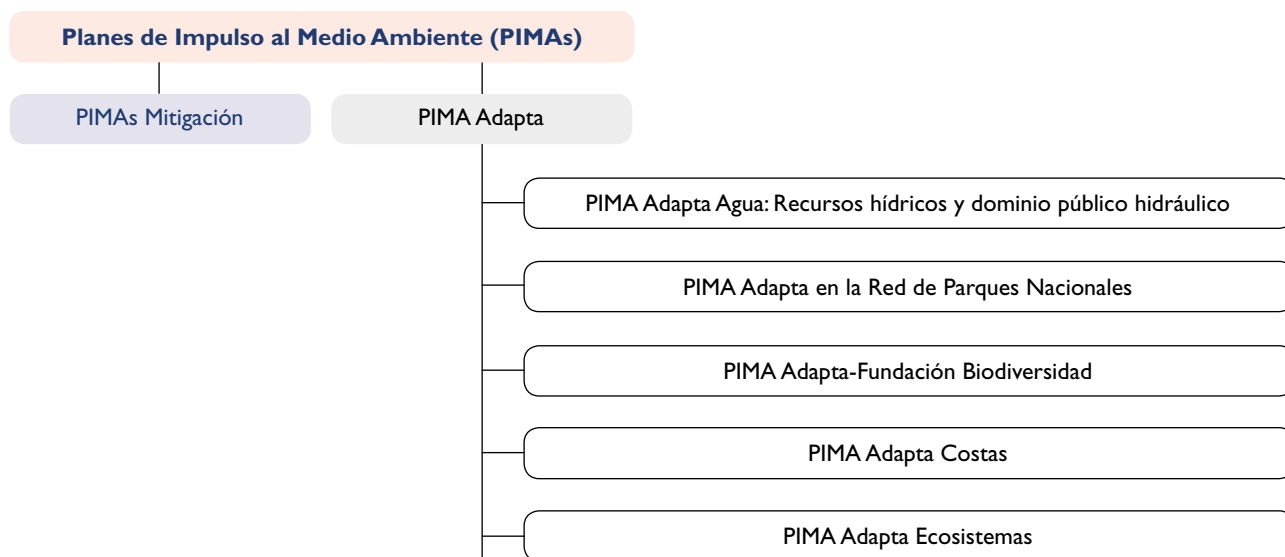 Planes de Impulso al Medio Ambiente (PIMAs)
PIMAs Mitigación
PIMA Adapta
PIMA Adapta Agua: Recursos hídricos y dominio público hidráulico
PIMA Adapta en la Red de Parques Nacionales
PIMA Adapta-Fundación Biodiversidad
PIMA Adapta Costas
PIMA Adapta Ecosistemas